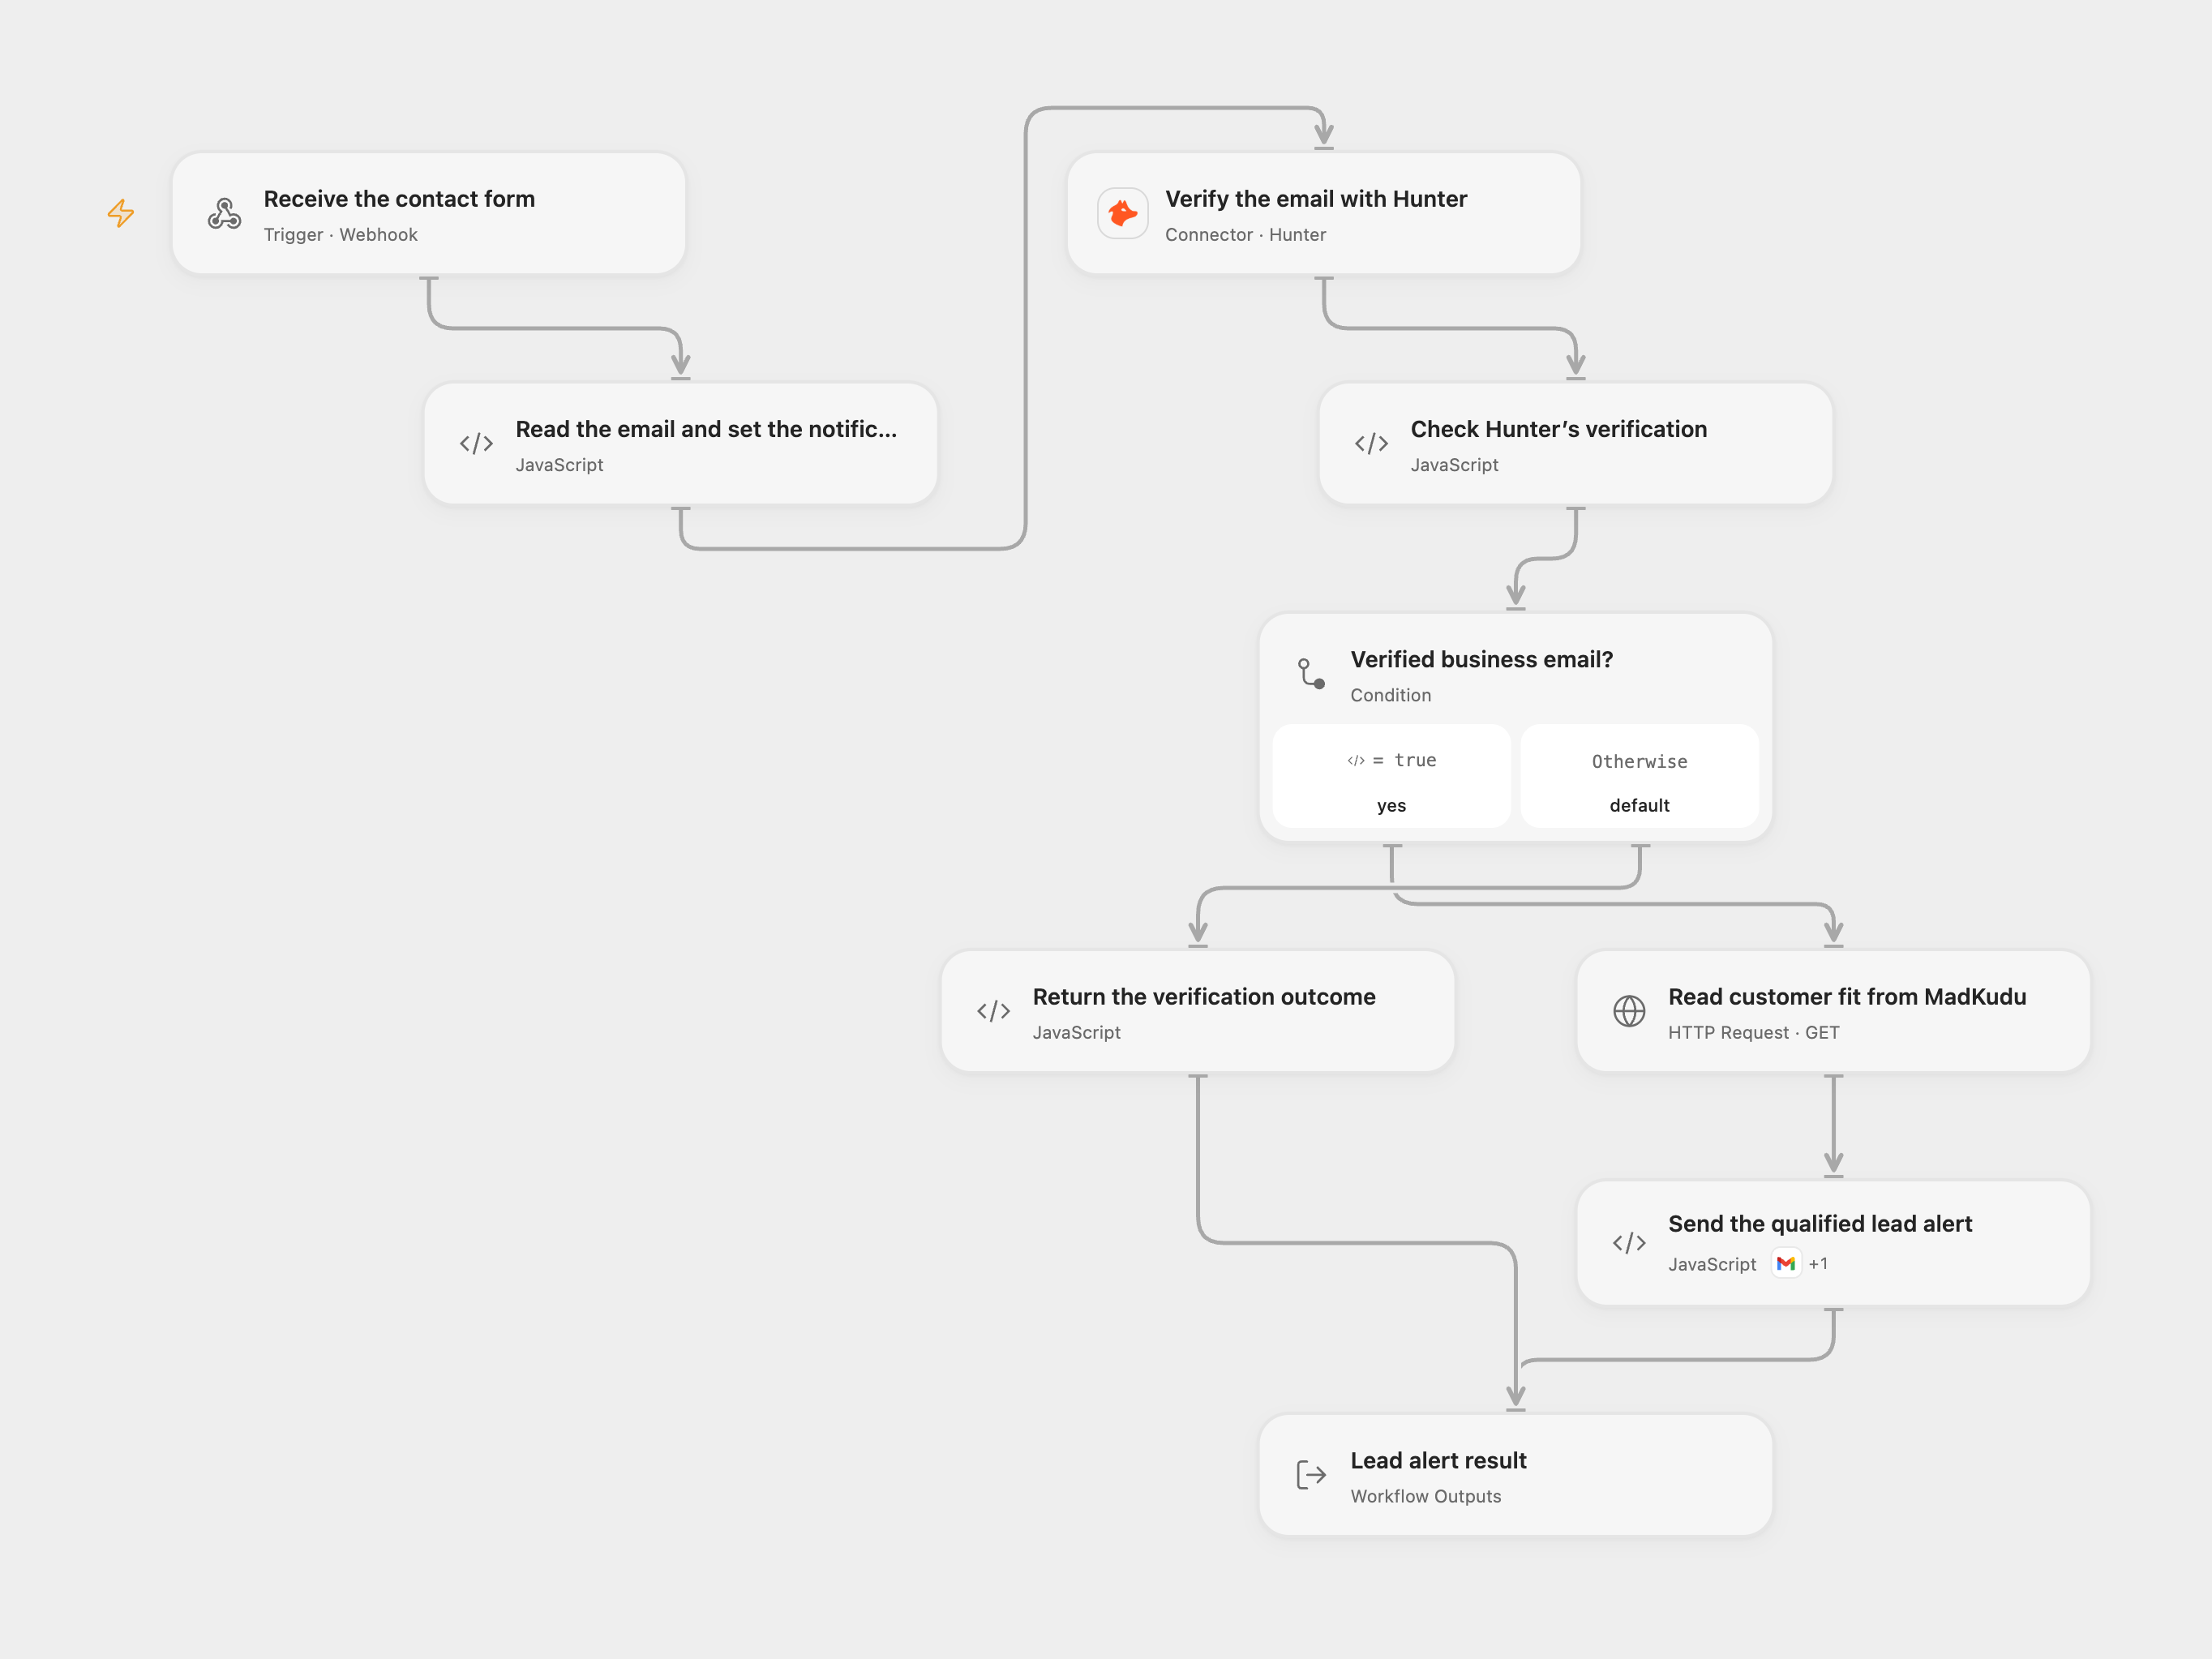 Receive the contact form
Trigger · Webhook
Read the email and set the notific...
JavaScript
Verify the email with Hunter
Connector · Hunter
Check Hunter’s verification
JavaScript
Verified business email?
Condition
</> = true
yes
Otherwise
default
Return the verification outcome
JavaScript
Read customer fit from MadKudu
HTTP Request · GET
Send the qualified lead alert
JavaScript +1
Lead alert result
Workflow Outputs